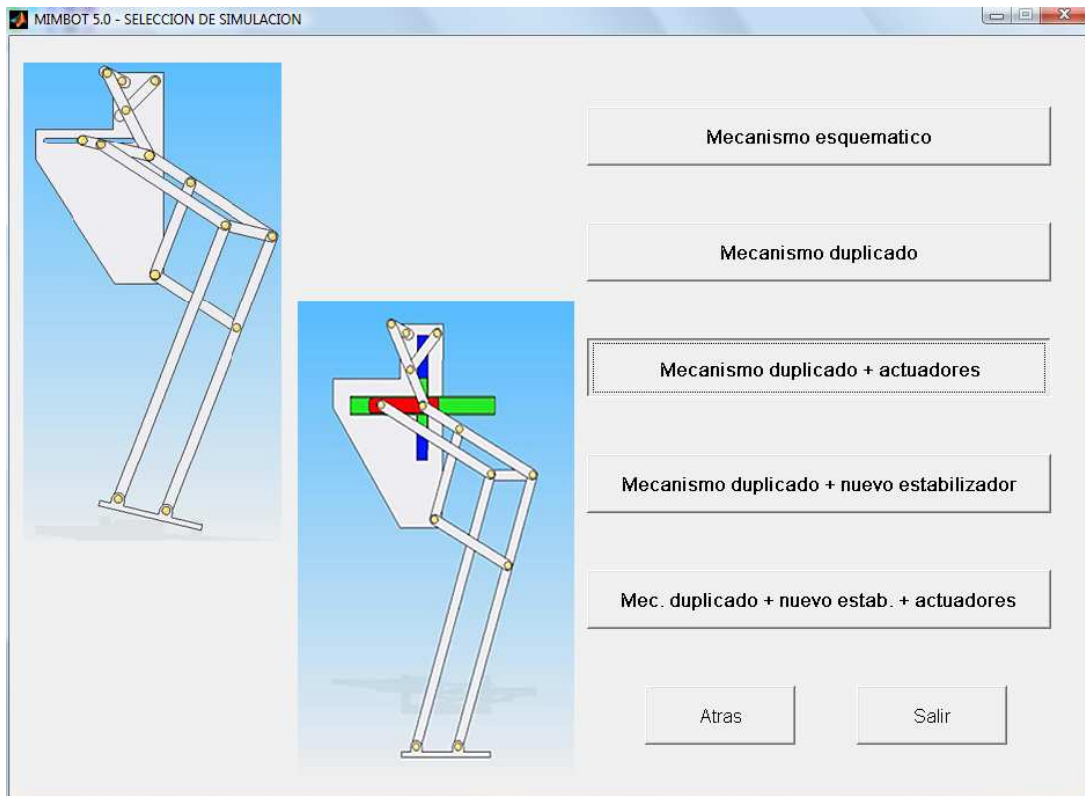 MIMBOT 5.0 - SELECCION DE SIMULACION
Mecanismo esquematico
Mecanismo duplicado
Mecanismo duplicado + actuadores
Mecanismo duplicado + nuevo estabilizador
Mec. duplicado + nuevo estab. + actuadores
Atras
Salir